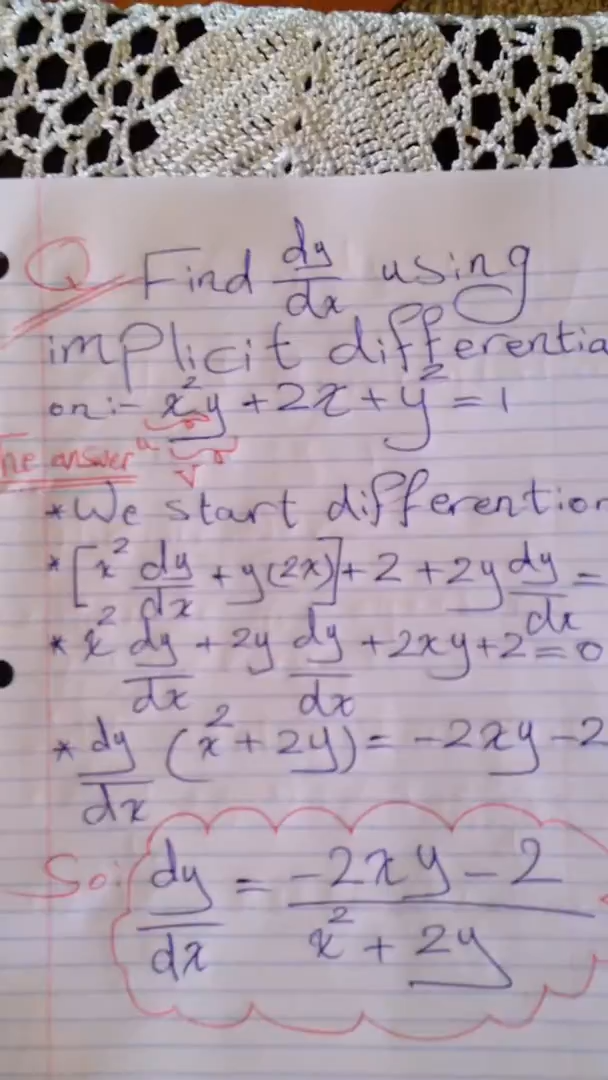 Q Find dy/dx using
implicit differentia
on:- x²y + 2x + y² = 1
The answer u v
*We start differention
*[x² dy/dx + y(2x)] + 2 + 2y dy/dx =
* x² dy/dx + 2y dy/dx + 2xy + 2 = 0
* dy/dx (x² + 2y) = -2xy - 2
So: dy/dx = (-2xy - 2)/(x² + 2y)